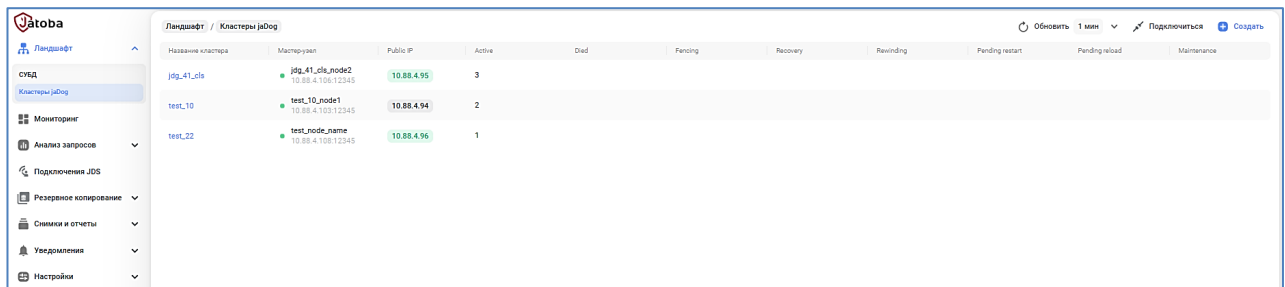 Jatoba
Ландшафт / Кластеры jaDog
Обновить 1 мин Подключиться Создать
Ландшафт
СУБД
Кластеры jaDog
Мониторинг
Анализ запросов
Подключения JDS
Резервное копирование
Снимки и отчеты
Уведомления
Настройки
Название кластера Мастер-узел Public IP Active Died Fencing Recovery Rewinding Pending restart Pending reload Maintenance
jdg_41_cls jdg_41_cls_node2 10.88.4.95 3
10.88.4.106:12345
test_10 test_10_node1 10.88.4.94 2
10.88.4.103:12345
test_22 test_node_name 10.88.4.96 1
10.88.4.108:12345